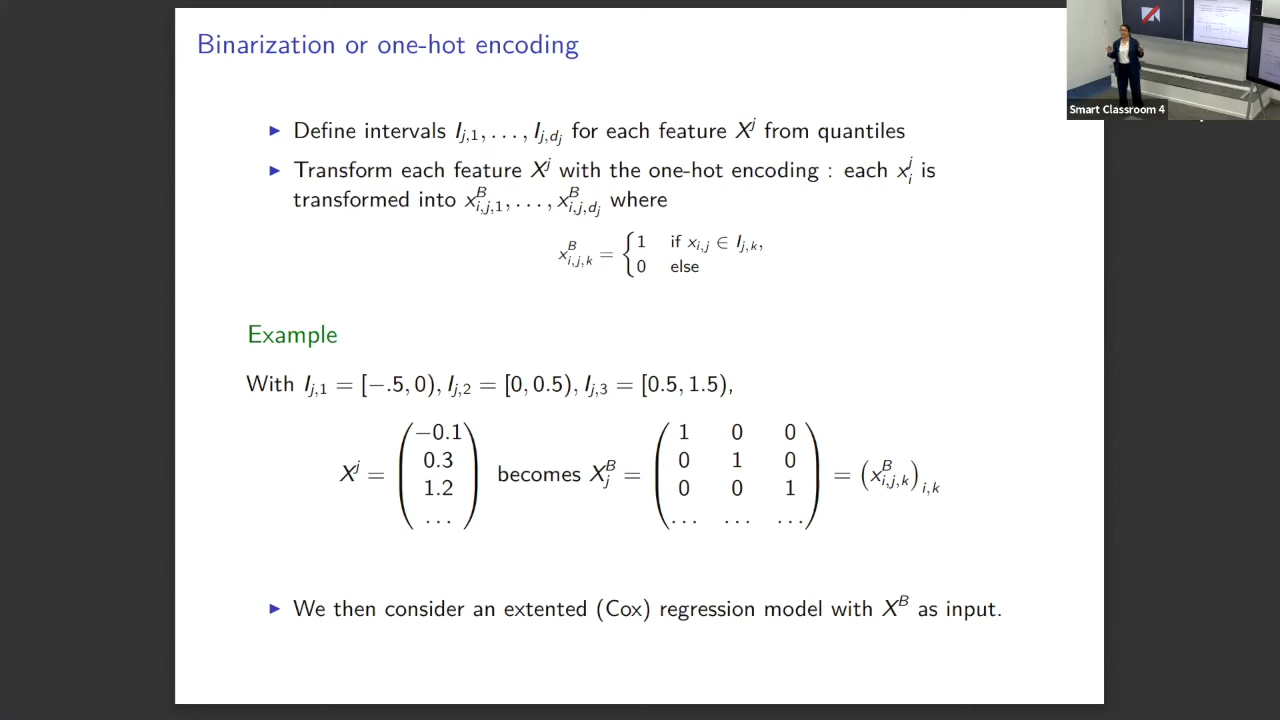 Binarization or one-hot encoding
Smart Classroom 4
▶ Define intervals I_{j,1}, . . . , I_{j,d_j} for each feature X^j from quantiles
▶ Transform each feature X^j with the one-hot encoding : each x_i^j is
transformed into x^B_{i,j,1}, . . . , x^B_{i,j,d_j} where
x^B_{i,j,k} = { 1 if x_{i,j} ∈ I_{j,k},
0 else
Example
With I_{j,1} = [−.5, 0), I_{j,2} = [0, 0.5), I_{j,3} = [0.5, 1.5),
X^j = (−0.1 0.3 1.2 . . .) becomes X^B_j = (1 0 0
0 1 0
0 0 1
. . . . . . . . .) = (x^B_{i,j,k})_{i,k}
▶ We then consider an extented (Cox) regression model with X^B as input.